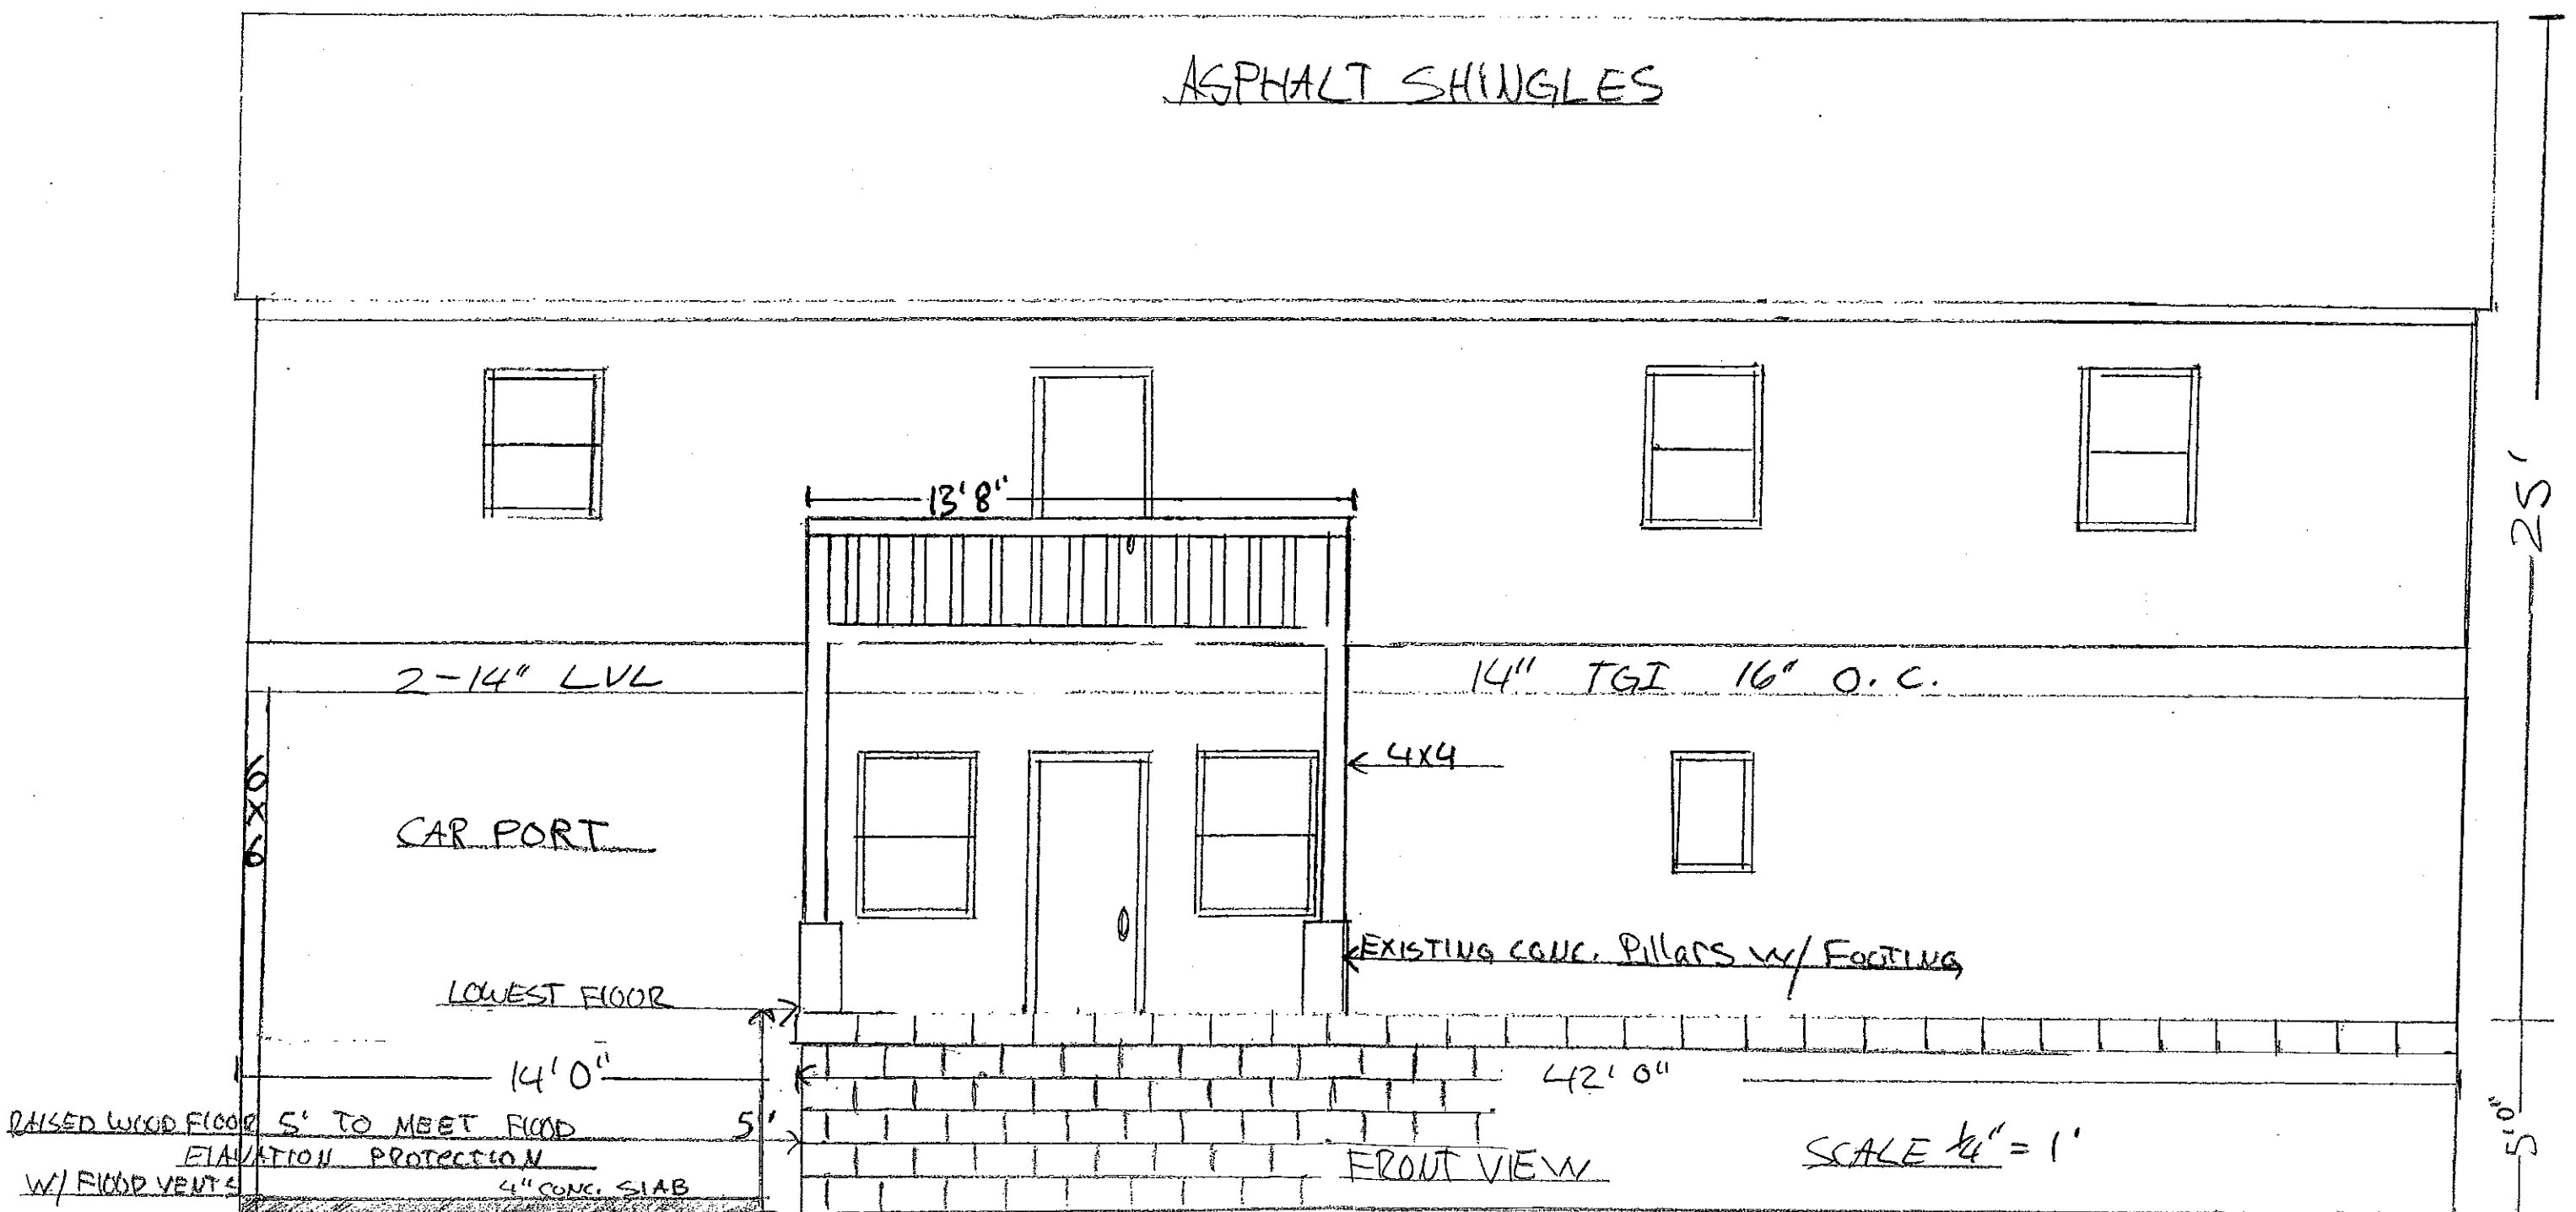 ASPHALT SHINGLES
25'
13'8"
2-14" LVL
14" TGI 16" O.C.
6x6
4x4
CAR PORT
EXISTING CONC. Pillars W/ FOOTING
LOWEST FLOOR
14'0"
42'0"
RAISED WOOD FLOOR 5' TO MEET FLOOD
ELAVATION PROTECTION
W/ FLOOD VENTS
5'
4" CONC. SLAB
FRONT VIEW
SCALE ¼" = 1'
5'0"